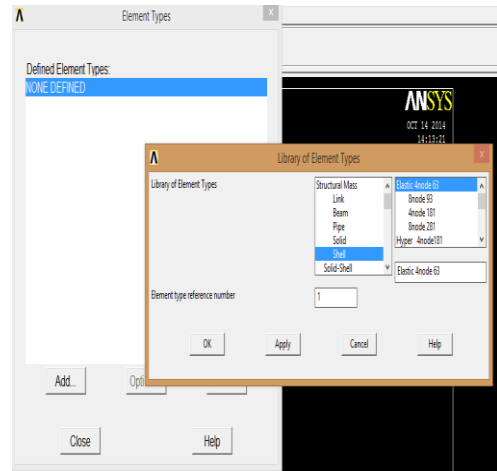 Element Types
x
Defined Element Types:
NONE DEFINED
ANSYS
OCT 14 2014
14:13:21
Library of Element Types
x
Library of Element Types
Structural Mass
Link
Beam
Pipe
Solid
Shell
Solid-Shell
Elastic 4node 63
8node 93
4node 181
8node 281
Hyper 4node181
Elastic 4node 63
Element type reference number
1
OK
Apply
Cancel
Help
Add...
Opti
Close
Help